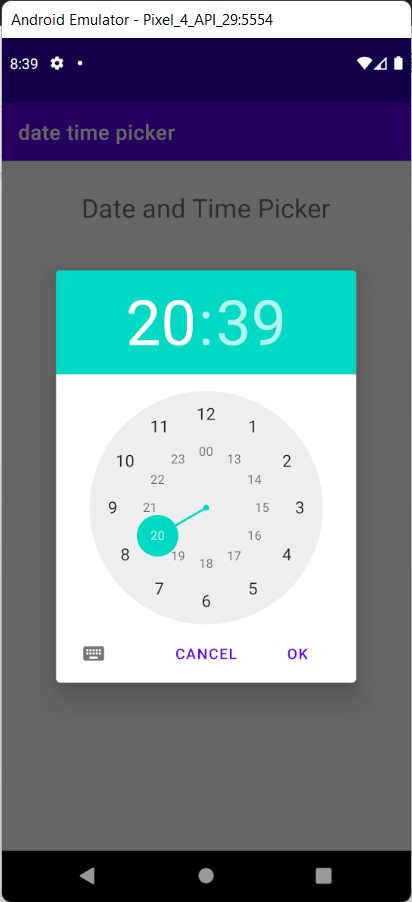 Android Emulator - Pixel_4_API_29:5554
8:39
date time picker
Date and Time Picker
20:39
12
11 1
00
23 13
10 2
22 14
9 21 15 3
20 16
8 4
19 17
18
7 5
6
CANCEL OK